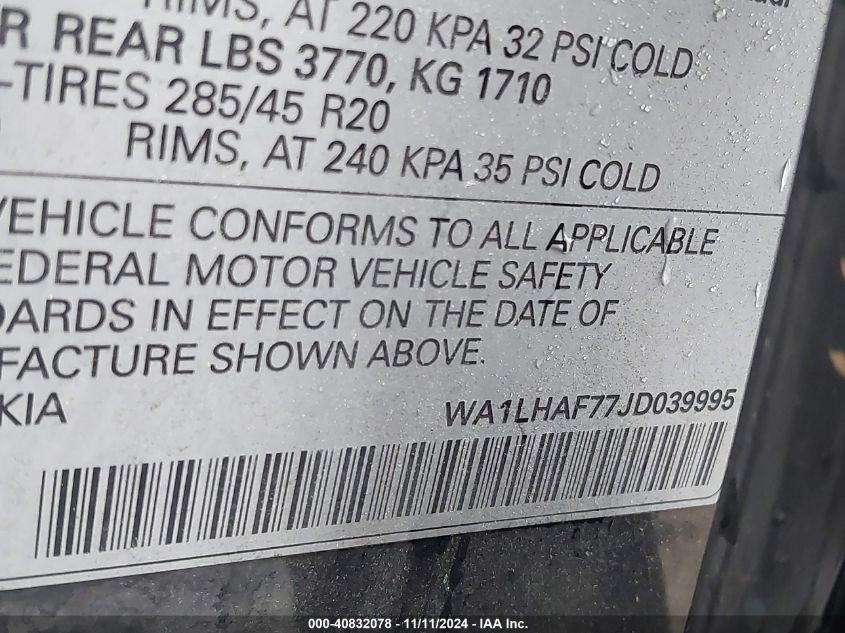 RIMS, AT 220 KPA 32 PSI COLD
R REAR LBS 3770, KG 1710
-TIRES 285/45 R20
RIMS, AT 240 KPA 35 PSI COLD
VEHICLE CONFORMS TO ALL APPLICABLE
EDERAL MOTOR VEHICLE SAFETY
DARDS IN EFFECT ON THE DATE OF
FACTURE SHOWN ABOVE.
KIA
WA1LHAF77JD039995
000-40832078 - 11/11/2024 - IAA Inc.